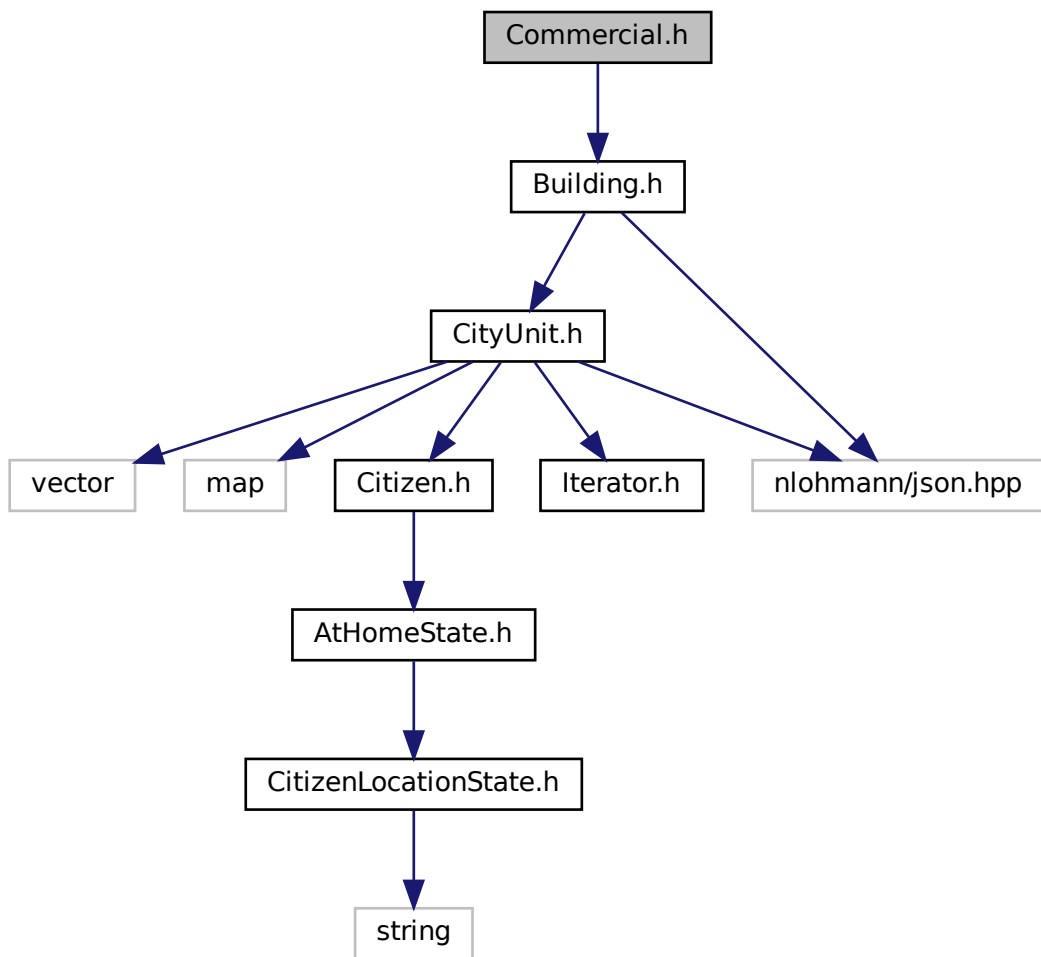 Commercial.h
Building.h
CityUnit.h
vector
map
Citizen.h
Iterator.h
nlohmann/json.hpp
AtHomeState.h
CitizenLocationState.h
string